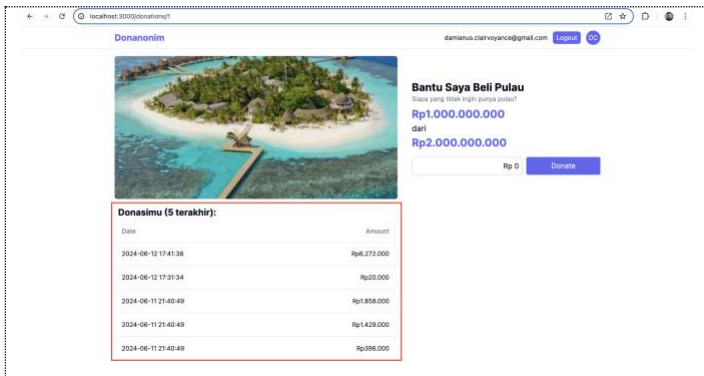 localhost:3000/donations/1
Donanonim
damianus.clairvoyance@gmail.com Logout DC
Bantu Saya Beli Pulau
Siapa yang tidak ingin punya pulau?
Rp1.000.000.000
dari
Rp2.000.000.000
Rp 0 Donate
Donasimu (5 terakhir):
Date Amount
2024-06-12 17:41:38 Rp6.272.000
2024-06-12 17:31:34 Rp20.000
2024-06-11 21:40:49 Rp1.858.000
2024-06-11 21:40:49 Rp1.429.000
2024-06-11 21:40:49 Rp396.000